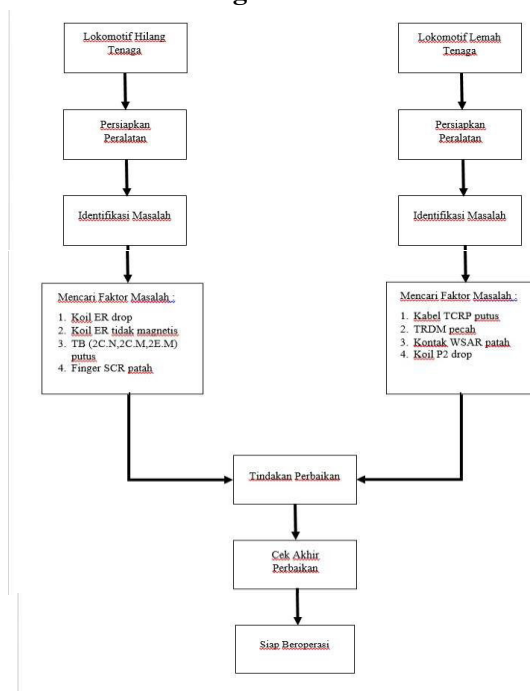 Lokomotif Hilang
Tenaga
Persiapkan
Peralatan
Identifikasi Masalah
Mencari Faktor Masalah :
1. Koil ER drop
2. Koil ER tidak magnetis
3. TB (2C.N,2C.M,2E.M)
putus
4. Finger SCR patah
Lokomotif Lemah
Tenaga
Persiapkan
Peralatan
Identifikasi Masalah
Mencari Faktor Masalah :
1. Kabel TCRP putus
2. TRDM pecah
3. Kontak WSAR patah
4. Koil P2 drop
Tindakan Perbaikan
Cek Akhir
Perbaikan
Siap Beroperasi